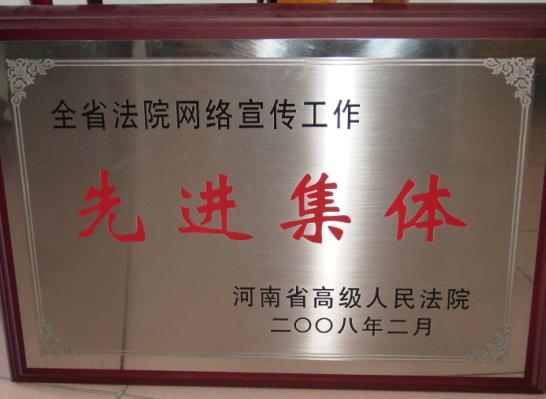 全省法院网络宣传工作
先进集体
河南省高级人民法院
二〇〇八年二月